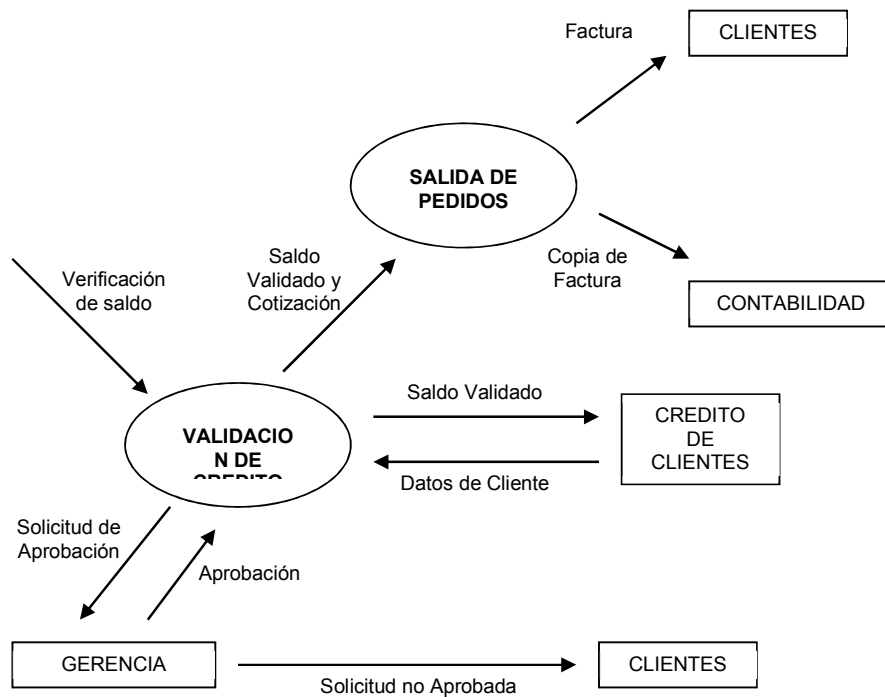 Factura
CLIENTES
SALIDA DE
PEDIDOS
Saldo
Validado y
Cotización
Copia de
Factura
Verificación
de saldo
CONTABILIDAD
Saldo Validado
CREDITO
DE
CLIENTES
VALIDACIO
N DE
CREDITO
Datos de Cliente
Solicitud de
Aprobación
Aprobación
GERENCIA
CLIENTES
Solicitud no Aprobada